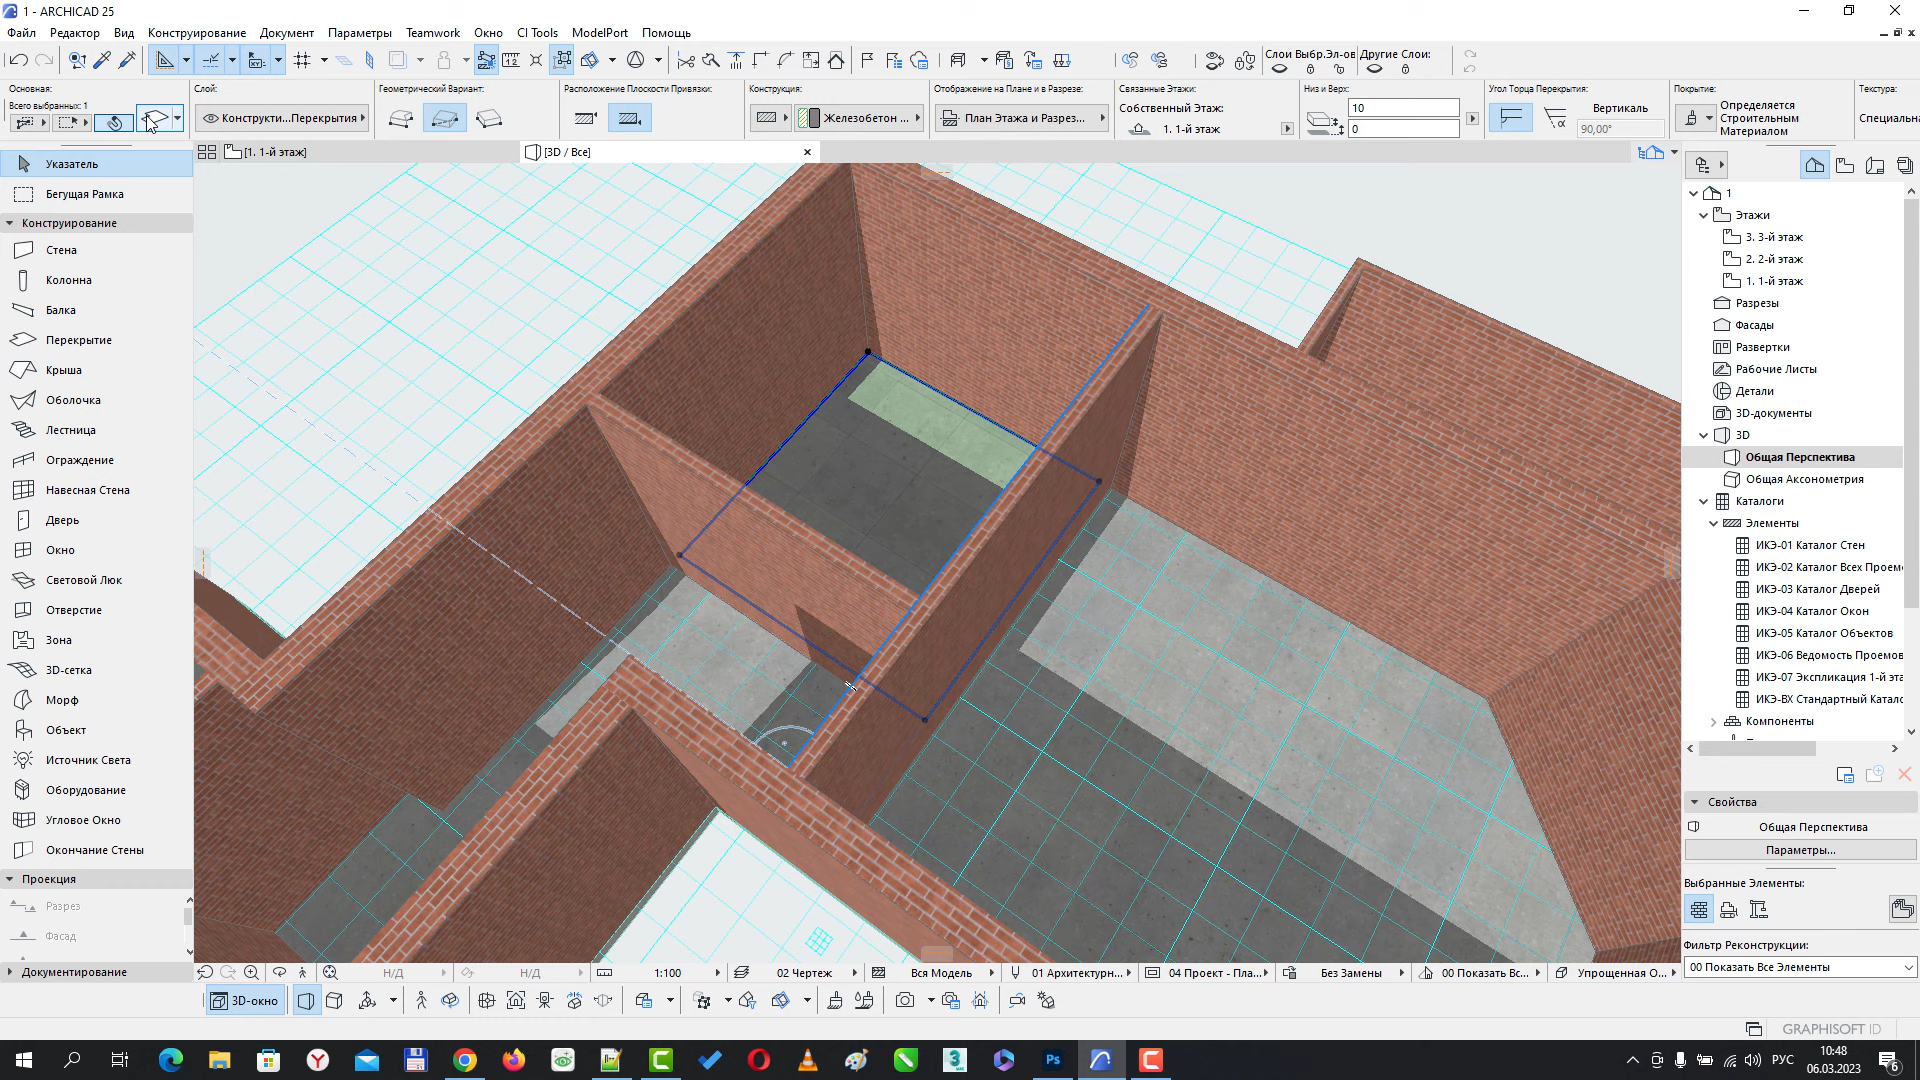 1 - ARCHICAD 25
Файл Редактор Вид Конструирование Документ Параметры Teamwork Окно CI Tools ModelPort Помощь
Слои Выбр.Эл-ов Другие Слои:
Основная: Слой: Геометрический Вариант: Расположение Плоскости Привязки: Конструкция: Отображение на Плане и в Разрезе: Связанные Этажи: Низ и Верх: Угол Торца Перекрытия: Покрытие: Текстура:
Всего выбранных: 1
Конструкти...Перекрытия Железобетон ... План Этажа и Разрез... Собственный Этаж: 10 Вертикаль Определяется Строительным Материалом Специальна
1. 1-й этаж 0 90,00°
[1. 1-й этаж] [3D / Все]
Указатель
Бегущая Рамка
Конструирование
Стена
Колонна
Балка
Перекрытие
Крыша
Оболочка
Лестница
Ограждение
Навесная Стена
Дверь
Окно
Световой Люк
Отверстие
Зона
3D-сетка
Морф
Объект
Источник Света
Оборудование
Угловое Окно
Окончание Стены
Проекция
Разрез
Фасад
Документирование
1
Этажи
3. 3-й этаж
2. 2-й этаж
1. 1-й этаж
Разрезы
Фасады
Развертки
Рабочие Листы
Детали
3D-документы
3D
Общая Перспектива
Общая Аксонометрия
Каталоги
Элементы
ИКЭ-01 Каталог Стен
ИКЭ-02 Каталог Всех Проем
ИКЭ-03 Каталог Дверей
ИКЭ-04 Каталог Окон
ИКЭ-05 Каталог Объектов
ИКЭ-06 Ведомость Проемов
ИКЭ-07 Экспликация 1-й эта
ИКЭ-ВХ Стандартный Катало
Компоненты
Свойства
Общая Перспектива
Параметры...
Выбранные Элементы:
Фильтр Реконструкции:
00 Показать Все Элементы
Н/Д Н/Д 1:100 02 Чертеж Вся Модель 01 Архитектурн... 04 Проект - Пла... Без Замены 00 Показать Вс... Упрощенная О...
3D-окно
GRAPHISOFT ID
РУС 10:48
06.03.2023 6